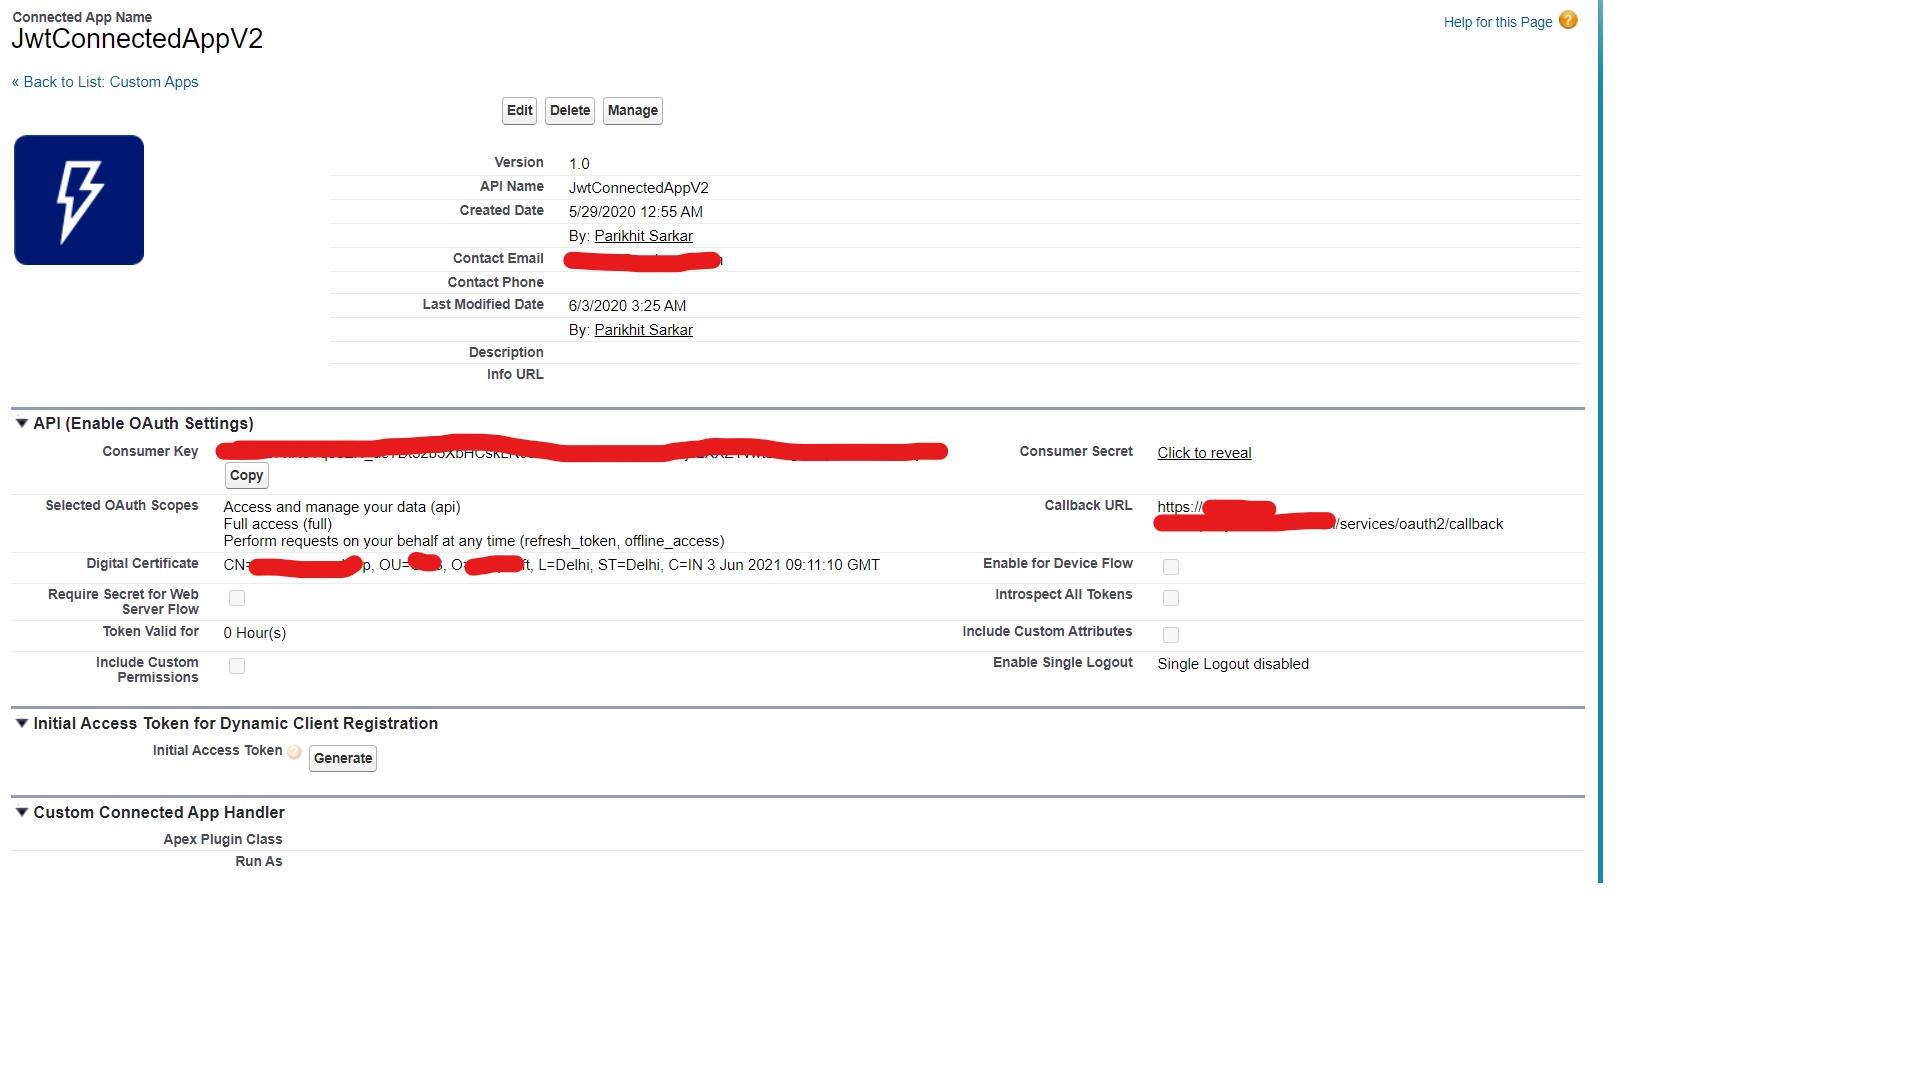 Connected App Name
JwtConnectedAppV2
Help for this Page
« Back to List: Custom Apps
Edit Delete Manage
Version 1.0
API Name JwtConnectedAppV2
Created Date 5/29/2020 12:55 AM
By: Parikhit Sarkar
Contact Email
Contact Phone
Last Modified Date 6/3/2020 3:25 AM
By: Parikhit Sarkar
Description
Info URL
API (Enable OAuth Settings)
Consumer Key
Consumer Secret Click to reveal
Copy
Selected OAuth Scopes Access and manage your data (api)
Full access (full)
Perform requests on your behalf at any time (refresh_token, offline_access)
Callback URL https://
/services/oauth2/callback
Digital Certificate CN= , OU= , O= , L=Delhi, ST=Delhi, C=IN 3 Jun 2021 09:11:10 GMT
Enable for Device Flow
Require Secret for Web
Server Flow
Introspect All Tokens
Token Valid for 0 Hour(s)
Include Custom Attributes
Include Custom
Permissions
Enable Single Logout Single Logout disabled
Initial Access Token for Dynamic Client Registration
Initial Access Token Generate
Custom Connected App Handler
Apex Plugin Class
Run As